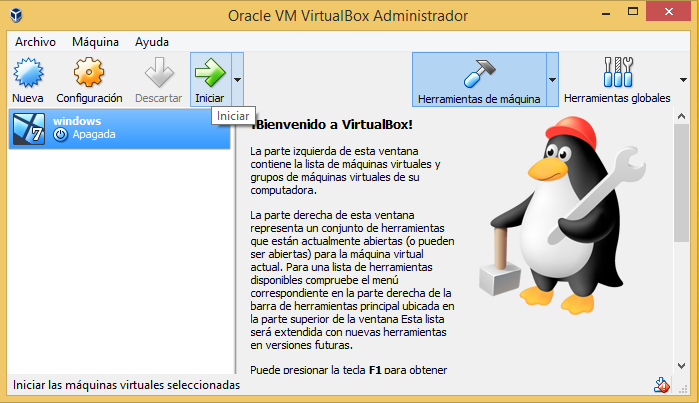 Oracle VM VirtualBox Administrador
Archivo Máquina Ayuda
Nueva Configuración Descartar Iniciar Herramientas de máquina Herramientas globales
Iniciar
windows
7
Apagada
¡Bienvenido a VirtualBox!
La parte izquierda de esta ventana
contiene la lista de máquinas virtuales y
grupos de máquinas virtuales de su
computadora.
La parte derecha de esta ventana
representa un conjunto de herramientas
que están actualmente abiertas (o pueden
ser abiertas) para la máquina virtual
actual. Para una lista de herramientas
disponibles compruebe el menú
correspondiente en la parte derecha de la
barra de herramientas principal ubicada en
la parte superior de la ventana Esta lista
será extendida con nuevas herramientas
en versiones futuras.
Puede presionar la tecla F1 para obtener
Iniciar las máquinas virtuales seleccionadas